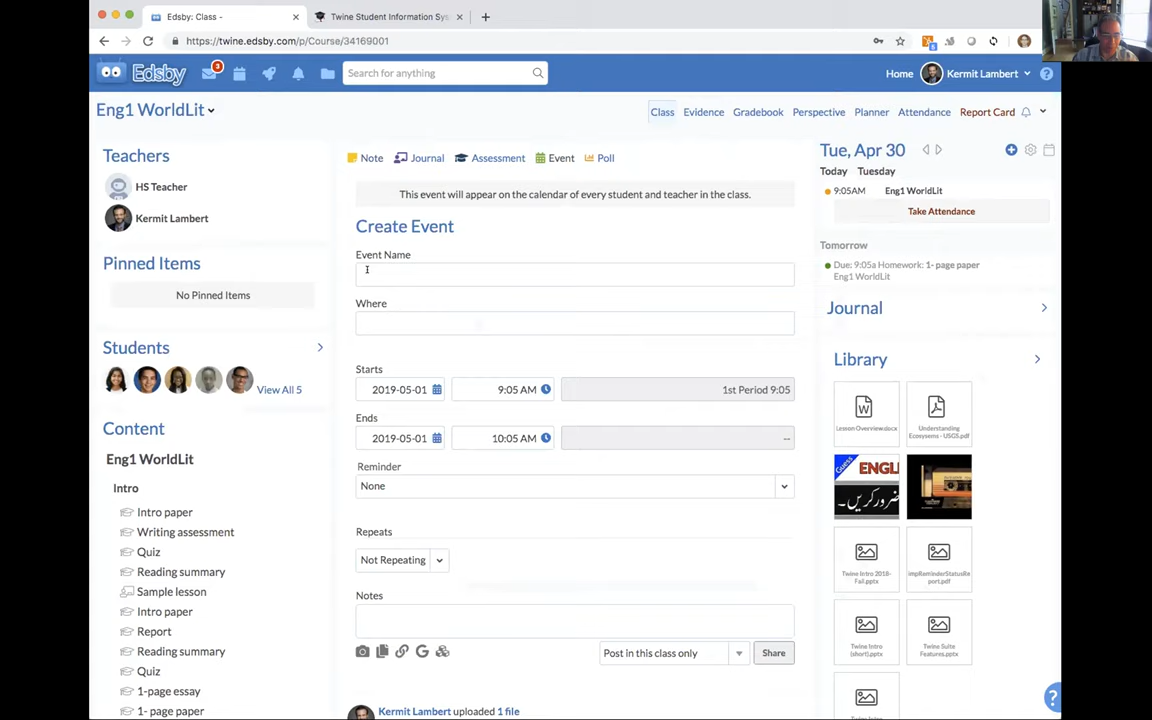 Edsby: Class -
Twine Student Information Sys
https://twine.edsby.com/p/Course/34169001
5
Edsby
3
Search for anything
Home
Kermit Lambert
Eng1 WorldLit
Class
Evidence
Gradebook
Perspective
Planner
Attendance
Report Card
Teachers
HS Teacher
Kermit Lambert
Pinned Items
No Pinned Items
Students
View All 5
Content
Eng1 WorldLit
Intro
Intro paper
Writing assessment
Quiz
Reading summary
Sample lesson
Intro paper
Report
Reading summary
Quiz
1-page essay
1- page paper
Note
Journal
Assessment
Event
Poll
This event will appear on the calendar of every student and teacher in the class.
Create Event
Event Name
Where
Starts
2019-05-01
9:05 AM
1st Period 9:05
Ends
2019-05-01
10:05 AM
--
Reminder
None
Repeats
Not Repeating
Notes
Post in this class only
Share
Kermit Lambert uploaded 1 file
Tue, Apr 30
Today Tuesday
9:05AM Eng1 WorldLit
Take Attendance
Tomorrow
Due: 9:05a Homework: 1- page paper
Eng1 WorldLit
Journal
Library
Lesson Overview.docx
Understanding
Ecosystems - USGS.pdf
Guess
ENGL
ضرور کریں۔
Twine Intro 2018-
Fall.pptx
impReminderStatusRe
port.pdf
Twine Intro
(short).pptx
Twine Suite
Features.pptx